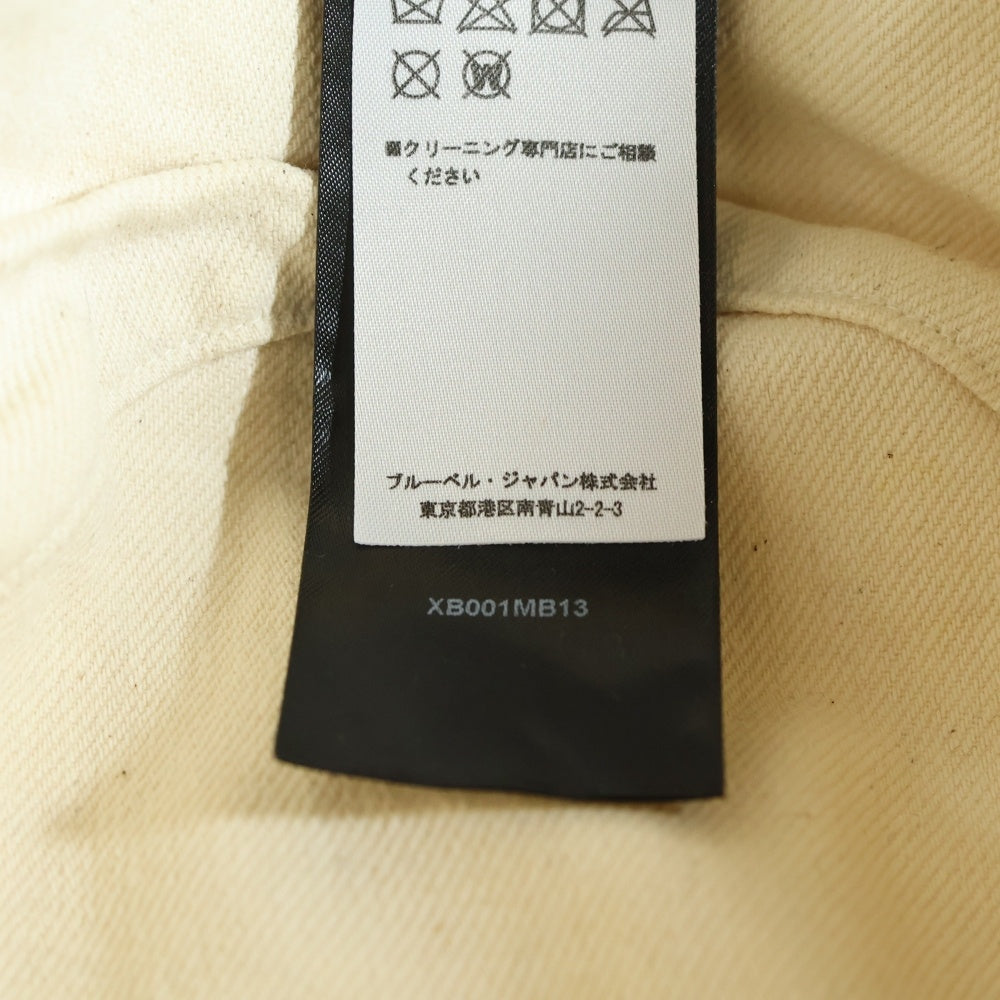 ※クリーニング専門店にご相談
ください
ブルーベル・ジャパン株式会社
東京都港区南青山2-2-3
XB001MB13